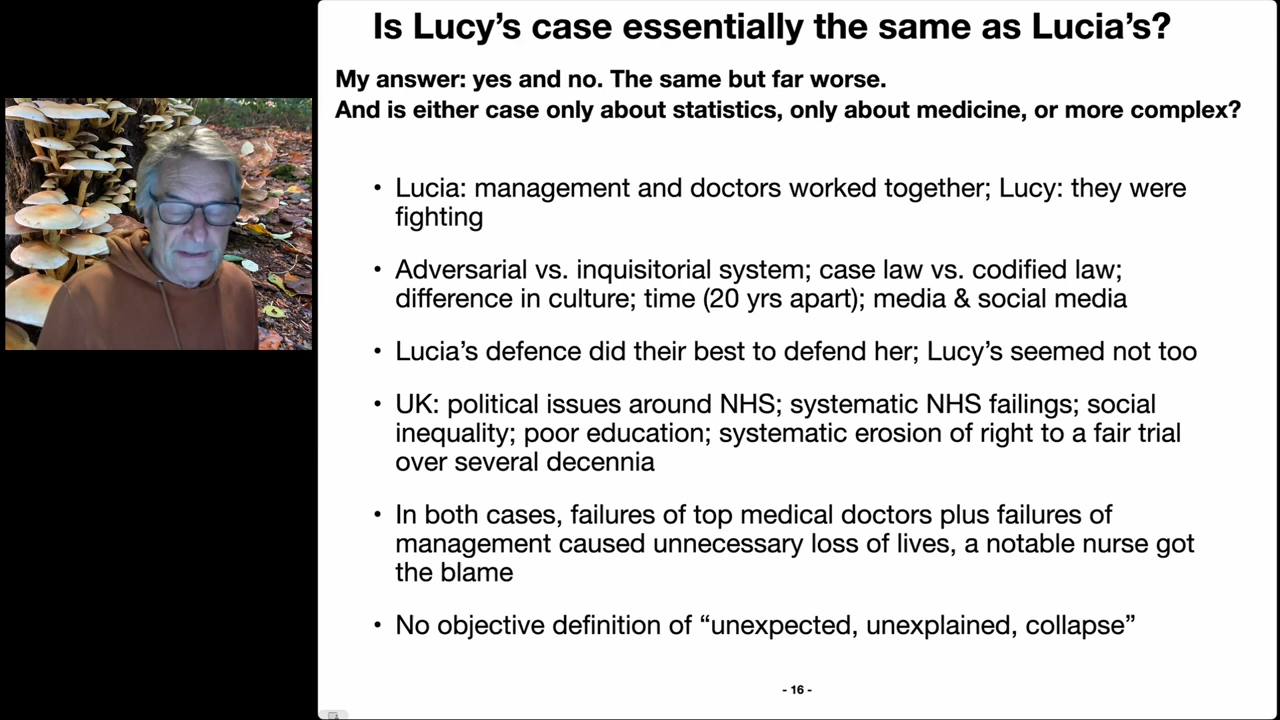 Is Lucy's case essentially the same as Lucia's?
My answer: yes and no. The same but far worse.
And is either case only about statistics, only about medicine, or more complex?
• Lucia: management and doctors worked together; Lucy: they were
fighting
• Adversarial vs. inquisitorial system; case law vs. codified law;
difference in culture; time (20 yrs apart); media & social media
• Lucia's defence did their best to defend her; Lucy's seemed not too
• UK: political issues around NHS; systematic NHS failings; social
inequality; poor education; systematic erosion of right to a fair trial
over several decennia
• In both cases, failures of top medical doctors plus failures of
management caused unnecessary loss of lives, a notable nurse got
the blame
• No objective definition of “unexpected, unexplained, collapse”
- 16 -